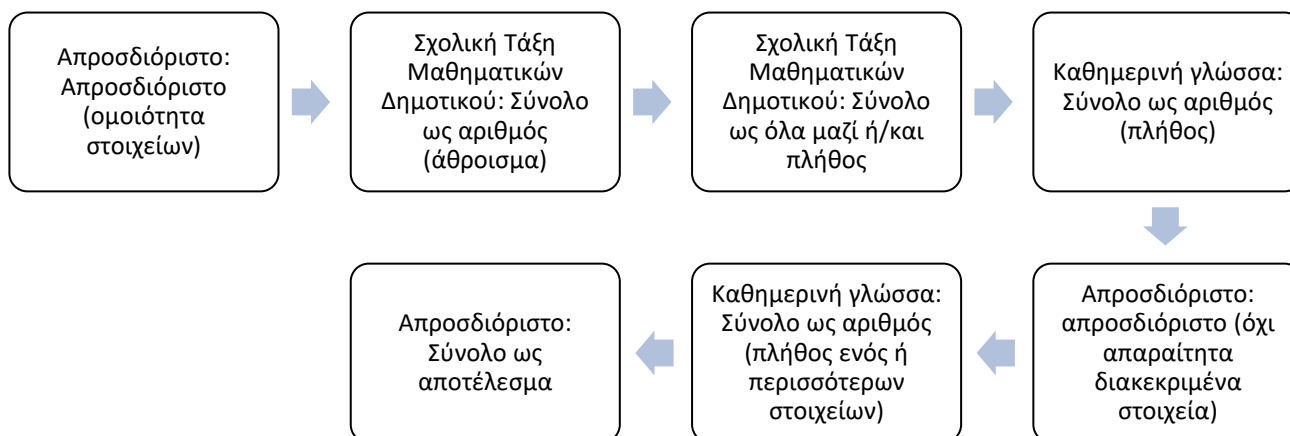 Απροσδιόριστο:
Απροσδιόριστο
(ομοιότητα
στοιχείων)
Σχολική Τάξη
Μαθηματικών
Δημοτικού: Σύνολο
ως αριθμός
(άθροισμα)
Σχολική Τάξη
Μαθηματικών
Δημοτικού: Σύνολο
ως όλα μαζί ή/και
πλήθος
Καθημερινή γλώσσα:
Σύνολο ως αριθμός
(πλήθος)
Απροσδιόριστο:
απροσδιόριστο (όχι
απαραίτητα
διακεκριμένα
στοιχεία)
Καθημερινή γλώσσα:
Σύνολο ως αριθμός
(πλήθος ενός ή
περισσότερων
στοιχείων)
Απροσδιόριστο:
Σύνολο ως
αποτέλεσμα